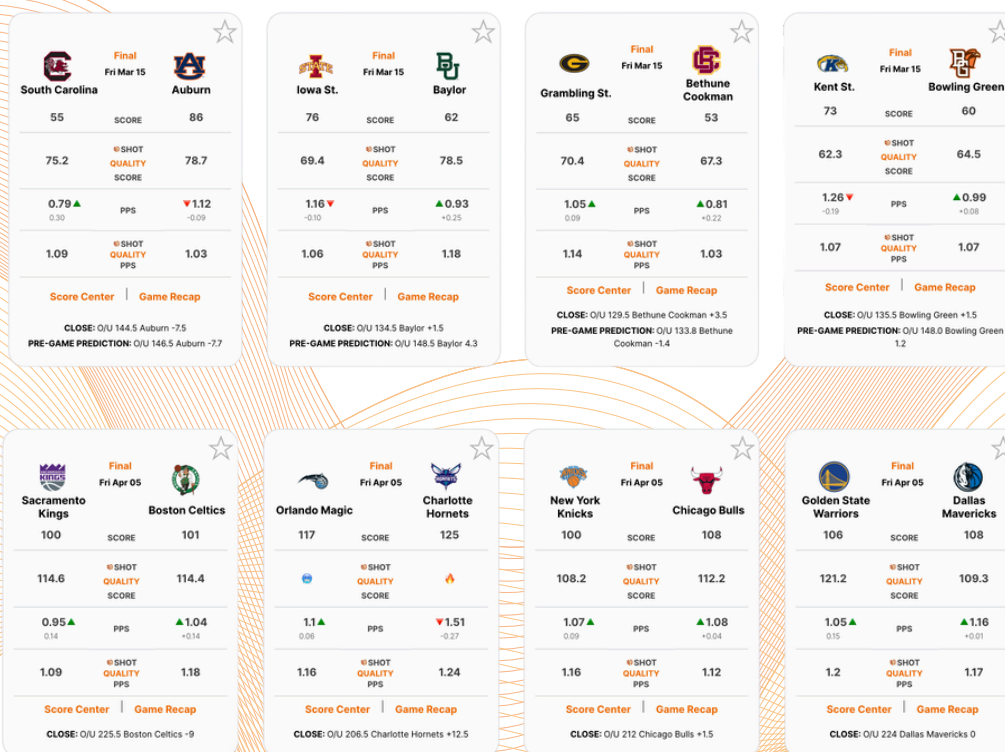 Final
Fri Mar 15
South Carolina
Auburn
55 SCORE 86
75.2 SHOT QUALITY SCORE 78.7
0.79 PPS 1.12
0.30 -0.09
1.09 SHOT QUALITY PPS 1.03
Score Center | Game Recap
CLOSE: O/U 144.5 Auburn -7.5
PRE-GAME PREDICTION: O/U 146.5 Auburn -7.7
STATE
Final
Fri Mar 15
Iowa St.
Baylor
76 SCORE 62
69.4 SHOT QUALITY SCORE 78.5
1.16 PPS 0.93
-0.10 +0.25
1.06 SHOT QUALITY PPS 1.18
Score Center | Game Recap
CLOSE: O/U 134.5 Baylor +1.5
PRE-GAME PREDICTION: O/U 148.5 Baylor 4.3
Final
Fri Mar 15
Grambling St.
Bethune
Cookman
65 SCORE 53
70.4 SHOT QUALITY SCORE 67.3
1.05 PPS 0.81
0.09 +0.22
1.14 SHOT QUALITY PPS 1.03
Score Center | Game Recap
CLOSE: O/U 129.5 Bethune Cookman +3.5
PRE-GAME PREDICTION: O/U 133.8 Bethune
Cookman -1.4
Final
Fri Mar 15
Kent St.
Bowling Green
73 SCORE 60
62.3 SHOT QUALITY SCORE 64.5
1.26 PPS 0.99
-0.19 +0.08
1.07 SHOT QUALITY PPS 1.07
Score Center | Game Recap
CLOSE: O/U 135.5 Bowling Green +1.5
PRE-GAME PREDICTION: O/U 148.0 Bowling Green
1.2
KINGS
Final
Fri Apr 05
Sacramento
Kings
Boston Celtics
100 SCORE 101
114.6 SHOT QUALITY SCORE 114.4
0.95 PPS 1.04
0.14 +0.14
1.09 SHOT QUALITY PPS 1.18
Score Center | Game Recap
CLOSE: O/U 225.5 Boston Celtics -9
Final
Fri Apr 05
Orlando Magic
Charlotte
Hornets
117 SCORE 125
SHOT QUALITY SCORE
1.1 PPS 1.51
0.06 -0.27
1.16 SHOT QUALITY PPS 1.24
Score Center | Game Recap
CLOSE: O/U 206.5 Charlotte Hornets +12.5
Final
Fri Apr 05
New York
Knicks
Chicago Bulls
100 SCORE 108
108.2 SHOT QUALITY SCORE 112.2
1.07 PPS 1.08
0.09 +0.04
1.16 SHOT QUALITY PPS 1.12
Score Center | Game Recap
CLOSE: O/U 212 Chicago Bulls +1.5
Final
Fri Apr 05
Golden State
Warriors
Dallas
Mavericks
106 SCORE 108
121.2 SHOT QUALITY SCORE 109.3
1.05 PPS 1.16
0.15 +0.01
1.2 SHOT QUALITY PPS 1.17
Score Center | Game Recap
CLOSE: O/U 224 Dallas Mavericks 0